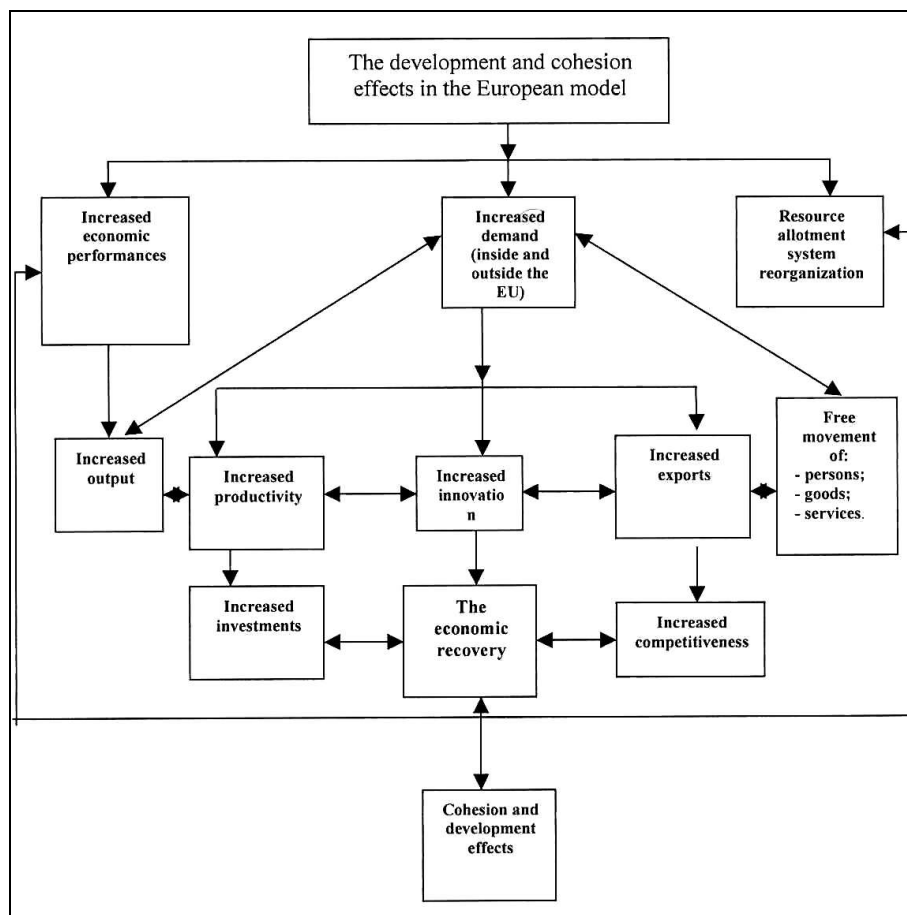 The development and cohesion
effects in the European model
Increased
economic
performances
Increased
demand
(inside and
outside the
EU)
Resource
allotment
system
reorganization
Increased
output
Increased
productivity
Increased
innovatio
n
Increased
exports
Free
movement
of:
- persons;
- goods;
- services.
Increased
investments
The
economic
recovery
Increased
competitiveness
Cohesion and
development
effects